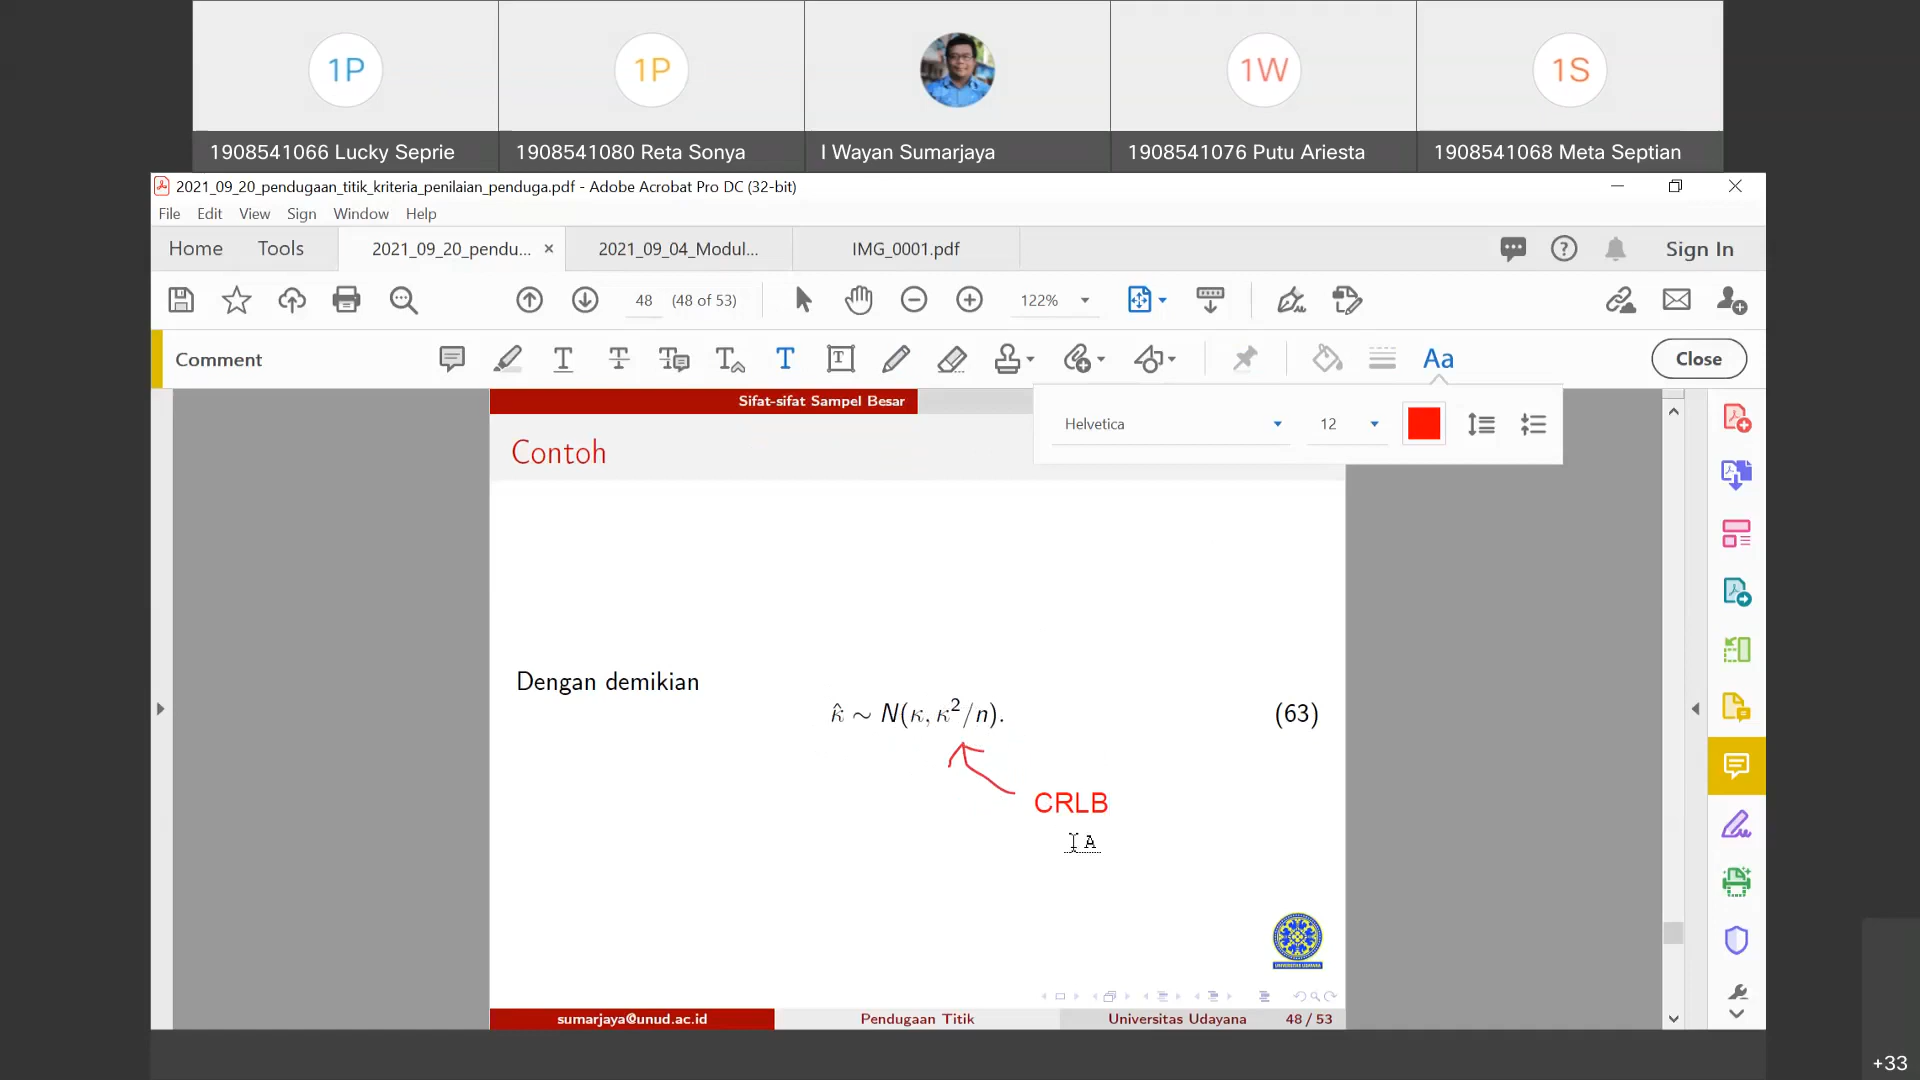 1P
1P
1W
1S
1908541066 Lucky Seprie
1908541080 Reta Sonya
I Wayan Sumarjaya
1908541076 Putu Ariesta
1908541068 Meta Septian
2021_09_20_pendugaan_titik_kriteria_penilaian_penduga.pdf - Adobe Acrobat Pro DC (32-bit)
File Edit View Sign Window Help
Home Tools 2021_09_20_pendu... × 2021_09_04_Modul... IMG_0001.pdf Sign In
48 (48 of 53) 122%
Comment Aa Close
Helvetica 12
Sifat-sifat Sampel Besar
Contoh
Dengan demikian
κ̂ ∼ N(κ, κ²/n). (63)
CRLB
A
UNIVERSITAS UDAYANA
sumarjaya@unud.ac.id Pendugaan Titik Universitas Udayana 48 / 53
+33